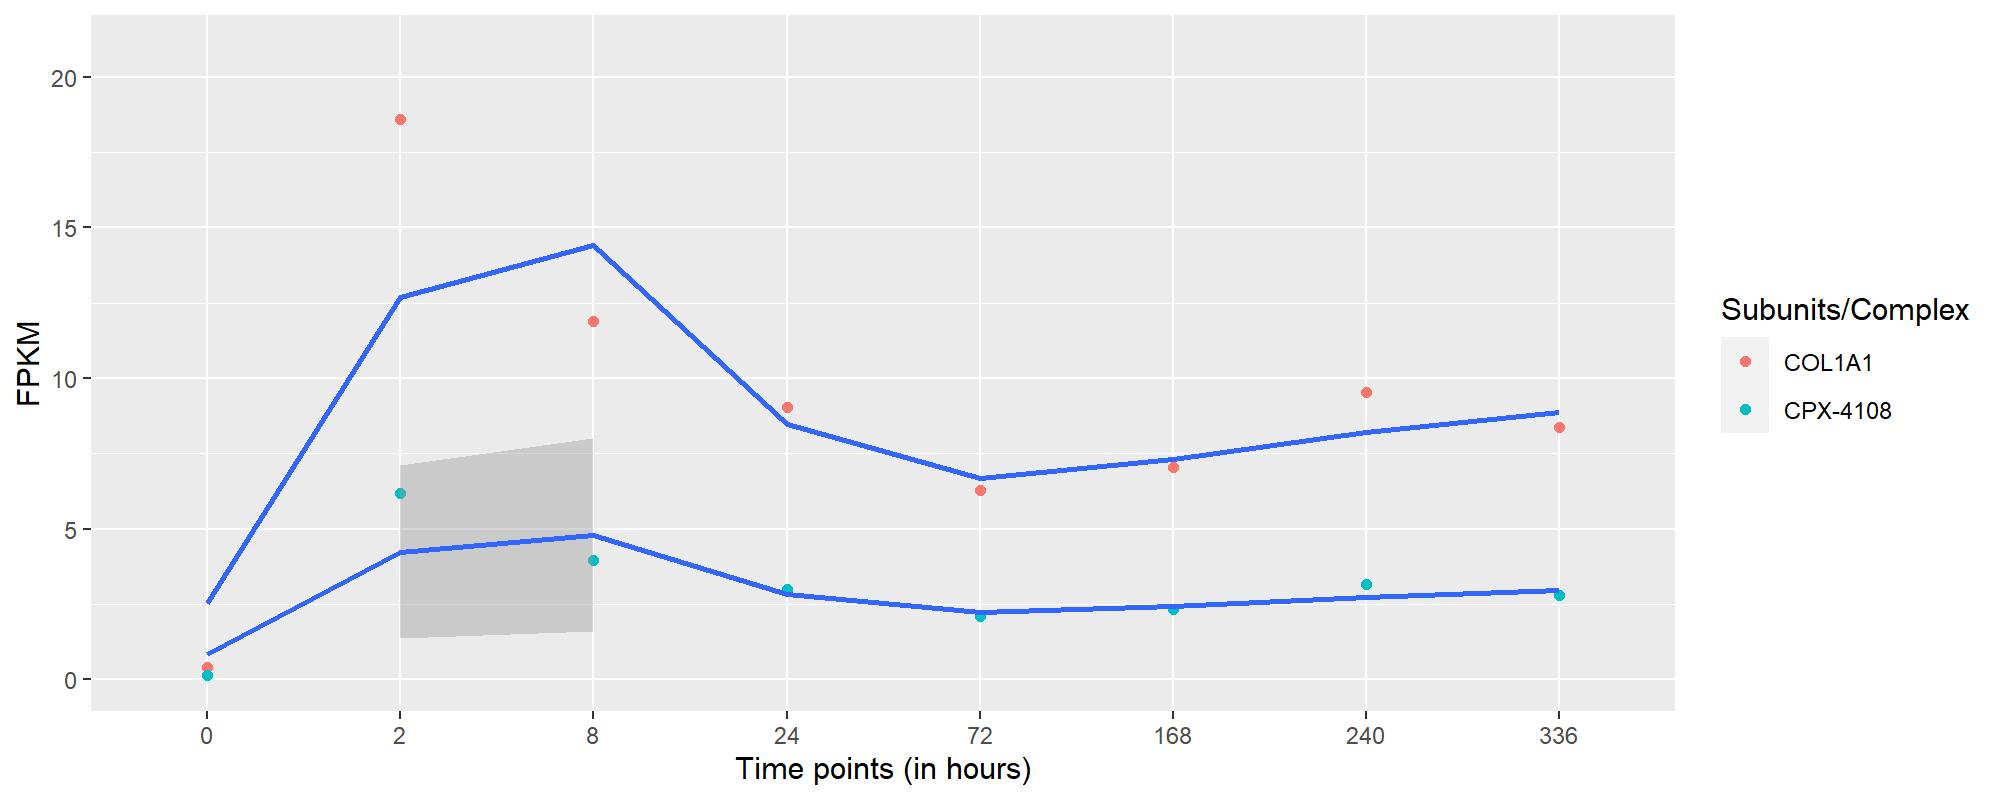 20
15
10
5
0
FPKM
0 2 8 24 72 168 240 336
Time points (in hours)
Subunits/Complex
COL1A1
CPX-4108